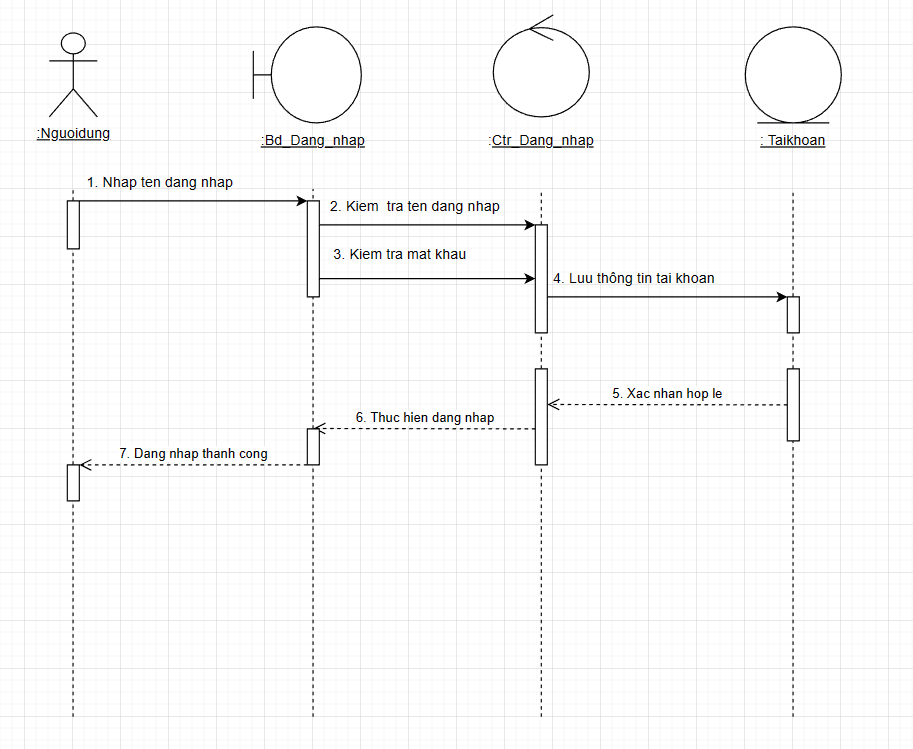 :Nguoidung
:Bd_Dang_nhap
:Ctr_Dang_nhap
: Taikhoan
1. Nhap ten dang nhap
2. Kiem  tra ten dang nhap
3. Kiem tra mat khau
4. Luu thông tin tai khoan
5. Xac nhan hop le
6. Thuc hien dang nhap
7. Dang nhap thanh cong